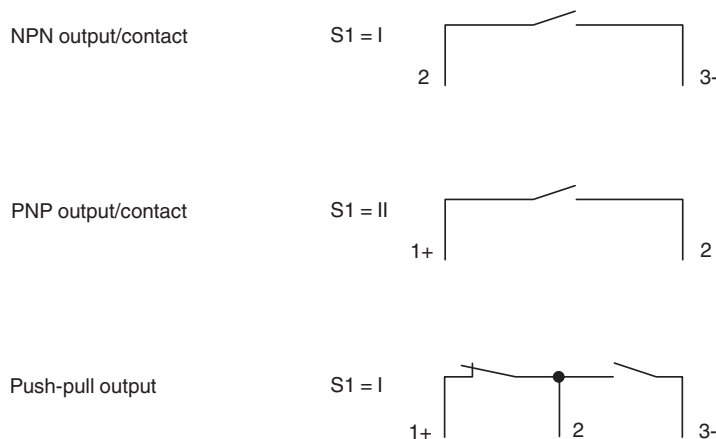 NPN output/contact S1 = I
2 3-
PNP output/contact S1 = II
1+ 2
Push-pull output S1 = I
1+ 2 3-